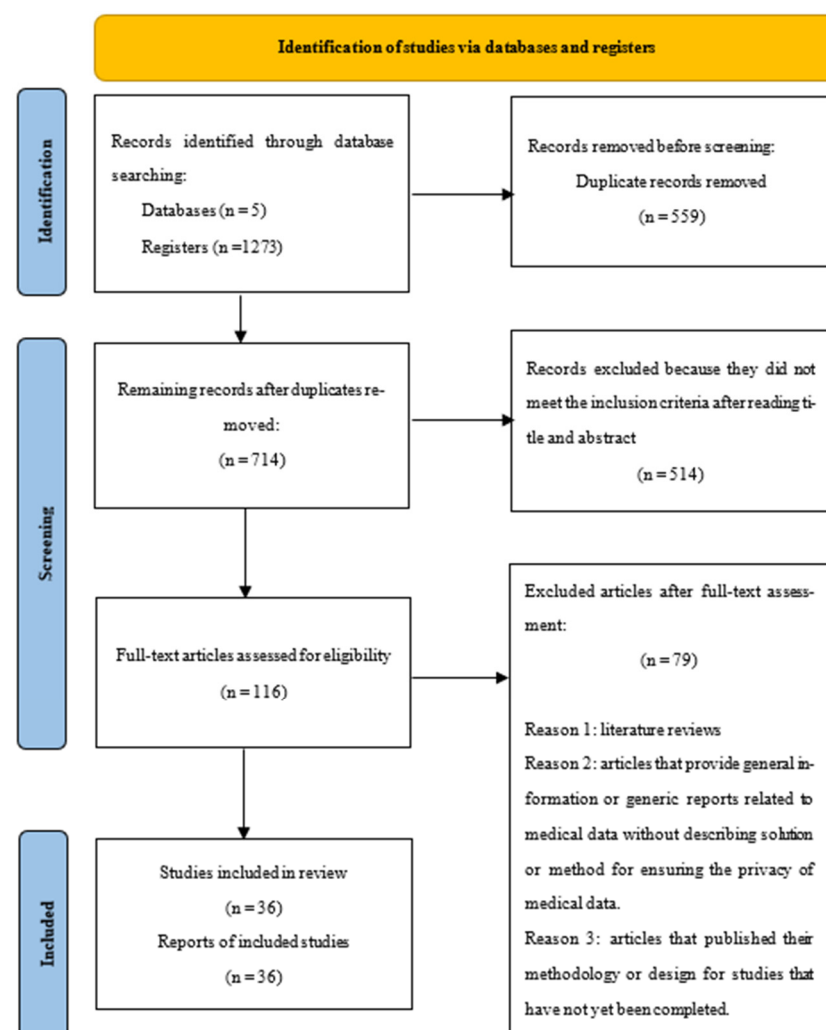 Identification of studies via databases and registers
Identification
Records identified through database
searching:
Databases (n = 5)
Registers (n =1273)
Records removed before screening:
Duplicate records removed
(n = 559)
Screening
Remaining records after duplicates re-
moved:
(n = 714)
Records excluded because they did not
meet the inclusion criteria after reading ti-
tle and abstract
(n = 514)
Full-text articles assessed for eligibility
(n = 116)
Excluded articles after full-text assess-
ment:
(n = 79)
Reason 1: literature reviews
Reason 2: articles that provide general in-
formation or generic reports related to
medical data without describing solution
or method for ensuring the privacy of
medical data.
Reason 3: articles that published their
methodology or design for studies that
have not yet been completed.
Included
Studies included in review
(n = 36)
Reports of included studies
(n = 36)